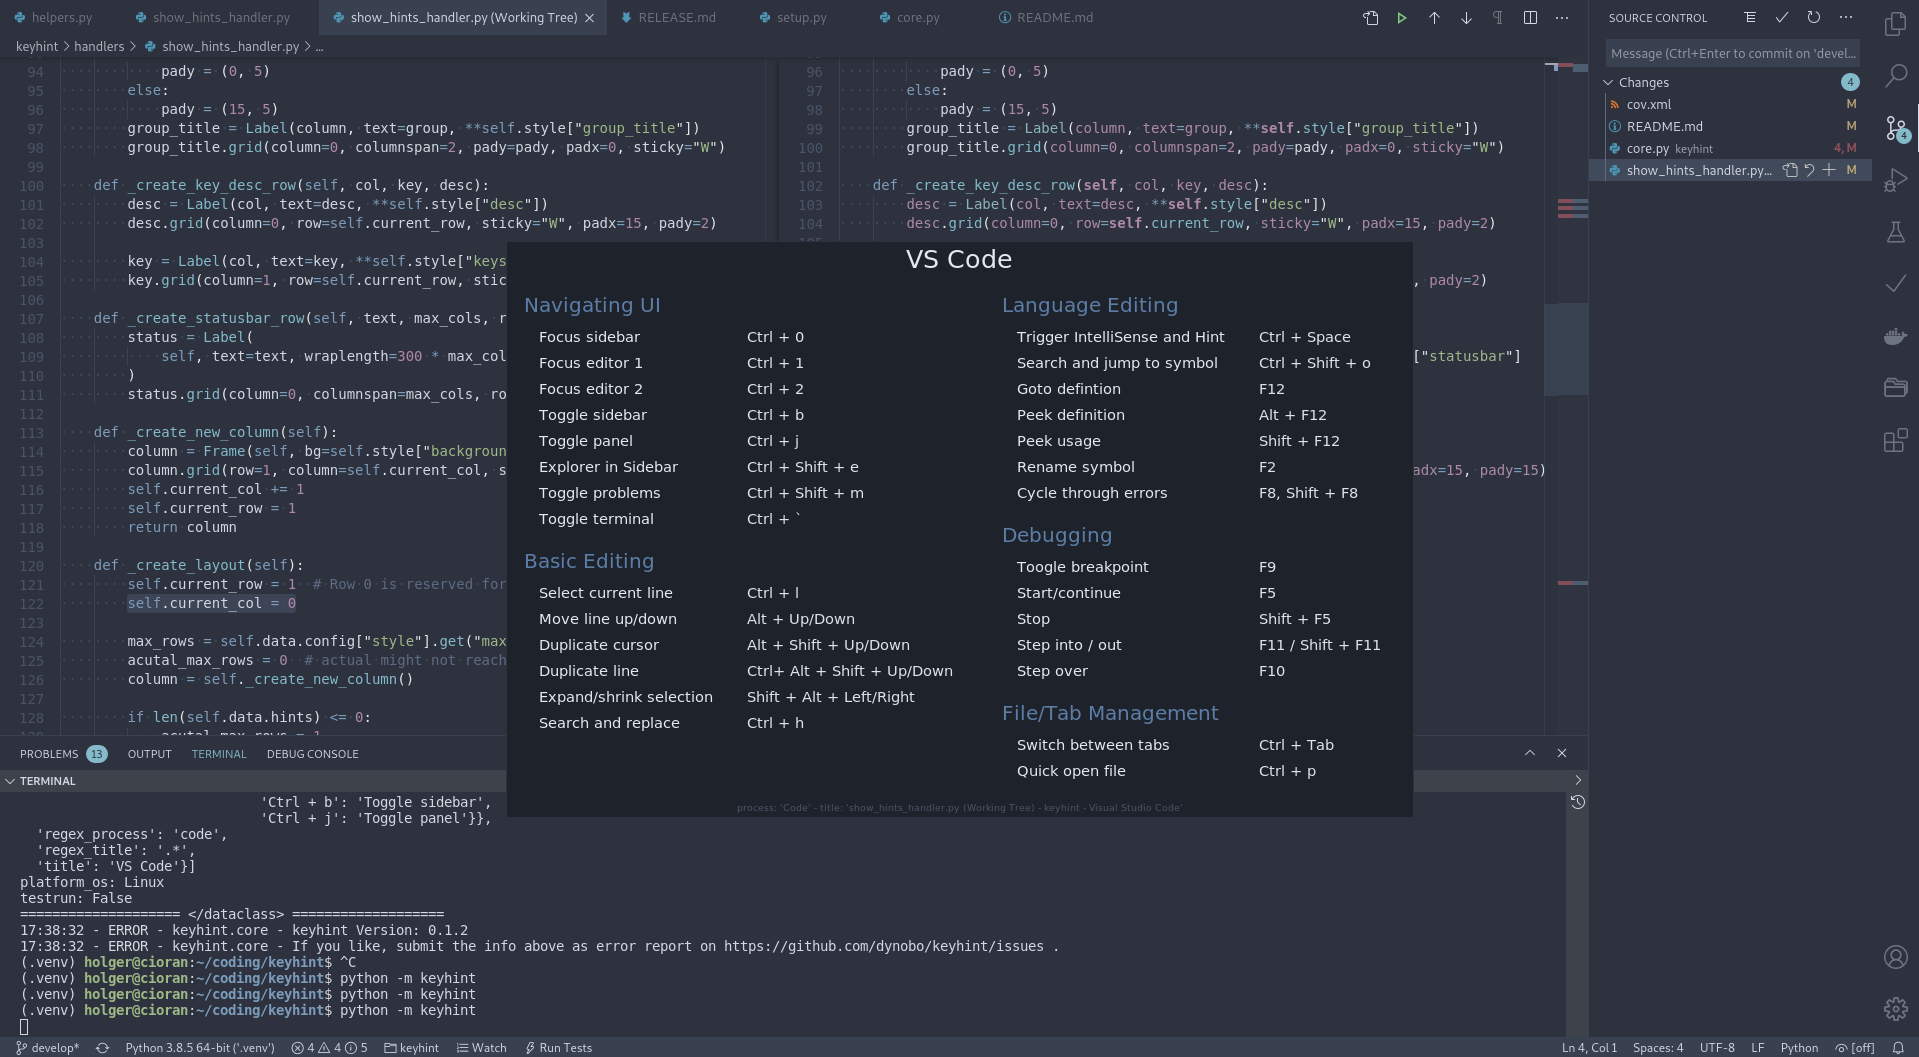 helpers.py
show_hints_handler.py
show_hints_handler.py (Working Tree)
RELEASE.md
setup.py
core.py
README.md
keyhint > handlers > show_hints_handler.py > ...
94 pady = (0, 5)
95 else:
96 pady = (15, 5)
97 group_title = Label(column, text=group, **self.style["group_title"])
98 group_title.grid(column=0, columnspan=2, pady=pady, padx=0, sticky="W")
99
100 def _create_key_desc_row(self, col, key, desc):
101 desc = Label(col, text=desc, **self.style["desc"])
102 desc.grid(column=0, row=self.current_row, sticky="W", padx=15, pady=2)
103
104 key = Label(col, text=key, **self.style["keys
105 key.grid(column=1, row=self.current_row, stic
106
107 def _create_statusbar_row(self, text, max_cols, r
108 status = Label(
109 self, text=text, wraplength=300 * max_col
110 )
111 status.grid(column=0, columnspan=max_cols, ro
112
113 def _create_new_column(self):
114 column = Frame(self, bg=self.style["backgroun
115 column.grid(row=1, column=self.current_col, s
116 self.current_col += 1
117 self.current_row = 1
118 return column
119
120 def _create_layout(self):
121 self.current_row = 1 # Row 0 is reserved for
122 self.current_col = 0
123
124 max_rows = self.data.config["style"].get("max
125 acutal_max_rows = 0 # actual might not reach
126 column = self._create_new_column()
127
128 if len(self.data.hints) <= 0:
96 pady = (0, 5)
97 else:
98 pady = (15, 5)
99 group_title = Label(column, text=group, **self.style["group_title"])
100 group_title.grid(column=0, columnspan=2, pady=pady, padx=0, sticky="W")
101
102 def _create_key_desc_row(self, col, key, desc):
103 desc = Label(col, text=desc, **self.style["desc"])
104 desc.grid(column=0, row=self.current_row, sticky="W", padx=15, pady=2)
, pady=2)
["statusbar"]
adx=15, pady=15)
VS Code
Navigating UI
Focus sidebar Ctrl + 0
Focus editor 1 Ctrl + 1
Focus editor 2 Ctrl + 2
Toggle sidebar Ctrl + b
Toggle panel Ctrl + j
Explorer in Sidebar Ctrl + Shift + e
Toggle problems Ctrl + Shift + m
Toggle terminal Ctrl + `
Basic Editing
Select current line Ctrl + l
Move line up/down Alt + Up/Down
Duplicate cursor Alt + Shift + Up/Down
Duplicate line Ctrl+ Alt + Shift + Up/Down
Expand/shrink selection Shift + Alt + Left/Right
Search and replace Ctrl + h
Language Editing
Trigger IntelliSense and Hint Ctrl + Space
Search and jump to symbol Ctrl + Shift + o
Goto defintion F12
Peek definition Alt + F12
Peek usage Shift + F12
Rename symbol F2
Cycle through errors F8, Shift + F8
Debugging
Toogle breakpoint F9
Start/continue F5
Stop Shift + F5
Step into / out F11 / Shift + F11
Step over F10
File/Tab Management
Switch between tabs Ctrl + Tab
Quick open file Ctrl + p
process: 'Code' - title: 'show_hints_handler.py (Working Tree) - keyhint - Visual Studio Code'
SOURCE CONTROL
Message (Ctrl+Enter to commit on 'devel...
Changes 4
cov.xml M
README.md M
core.py keyhint 4, M
show_hints_handler.py... M
4
PROBLEMS 13 OUTPUT TERMINAL DEBUG CONSOLE
TERMINAL
'Ctrl + b': 'Toggle sidebar',
'Ctrl + j': 'Toggle panel'}},
'regex_process': 'code',
'regex_title': '.*',
'title': 'VS Code'}]
platform_os: Linux
testrun: False
==================== </dataclass> ===================
17:38:32 - ERROR - keyhint.core - keyhint Version: 0.1.2
17:38:32 - ERROR - keyhint.core - If you like, submit the info above as error report on https://github.com/dynobo/keyhint/issues .
(.venv) holger@cioran:~/coding/keyhint$ ^C
(.venv) holger@cioran:~/coding/keyhint$ python -m keyhint
(.venv) holger@cioran:~/coding/keyhint$ python -m keyhint
(.venv) holger@cioran:~/coding/keyhint$ python -m keyhint
develop* Python 3.8.5 64-bit ('.venv') 4 4 5 keyhint Watch Run Tests Ln 4, Col 1 Spaces: 4 UTF-8 LF Python [off]